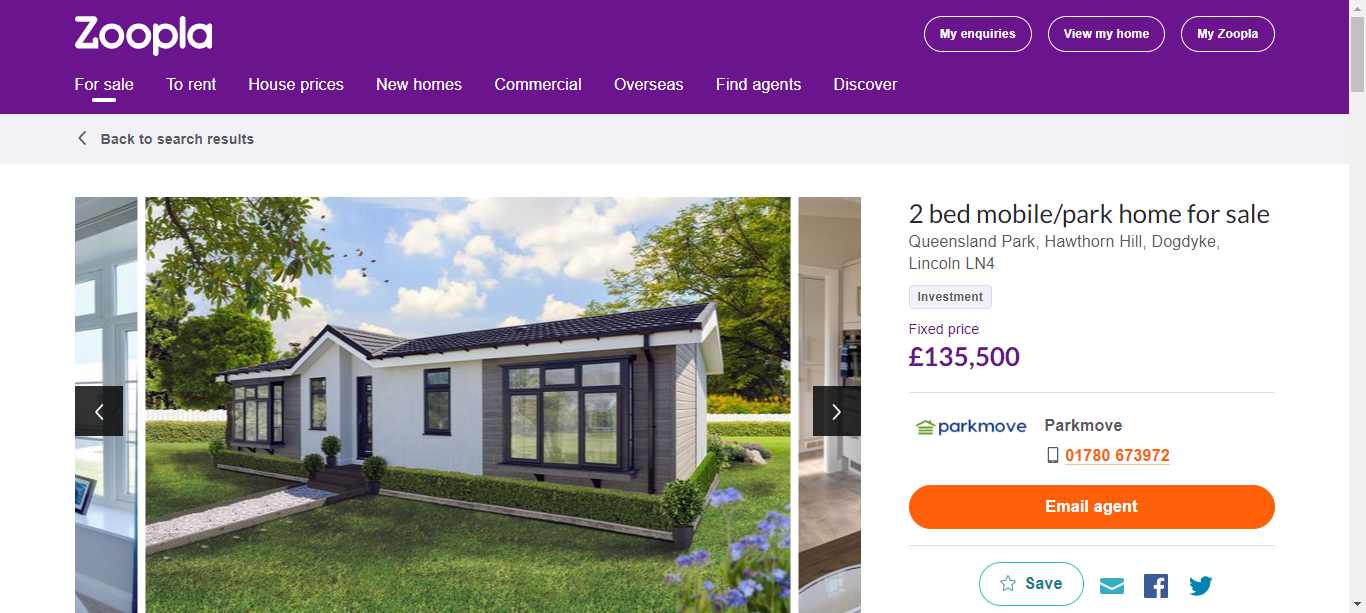 Zoopla
My enquiries
View my home
My Zoopla
For sale
To rent
House prices
New homes
Commercial
Overseas
Find agents
Discover
Back to search results
2 bed mobile/park home for sale
Queensland Park, Hawthorn Hill, Dogdyke,
Lincoln LN4
Investment
Fixed price
£135,500
parkmove
Parkmove
01780 673972
Email agent
Save